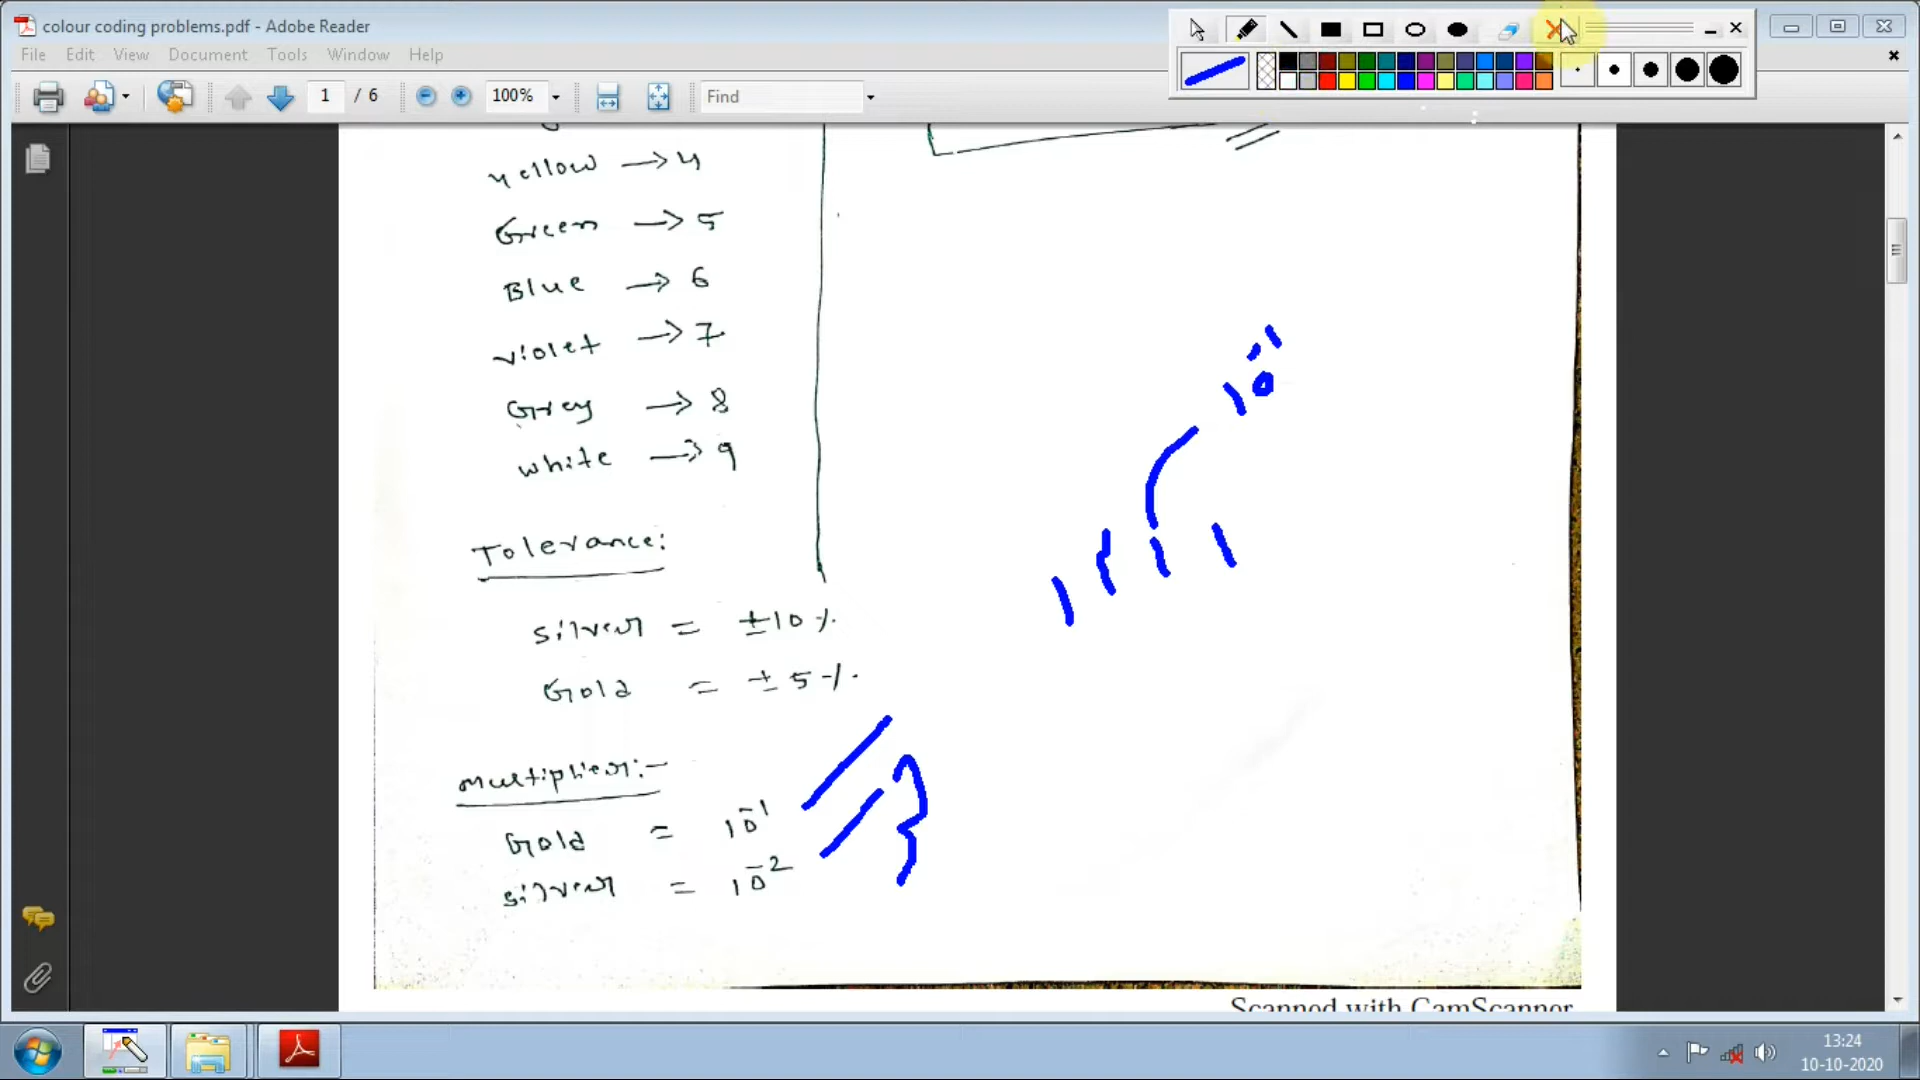 colour coding problems.pdf - Adobe Reader
File Edit View Document Tools Window Help
1 / 6 100% Find
Yellow → 4
Green → 5
Blue → 6
violet → 7
Grey → 8
white → 9
Tolerance:
silver = ±10%
Gold = ±5%
Multiplier:-
Gold = 10⁻¹
silver = 10⁻²
10⁻¹
Scanned with CamScanner
13:24
10-10-2020